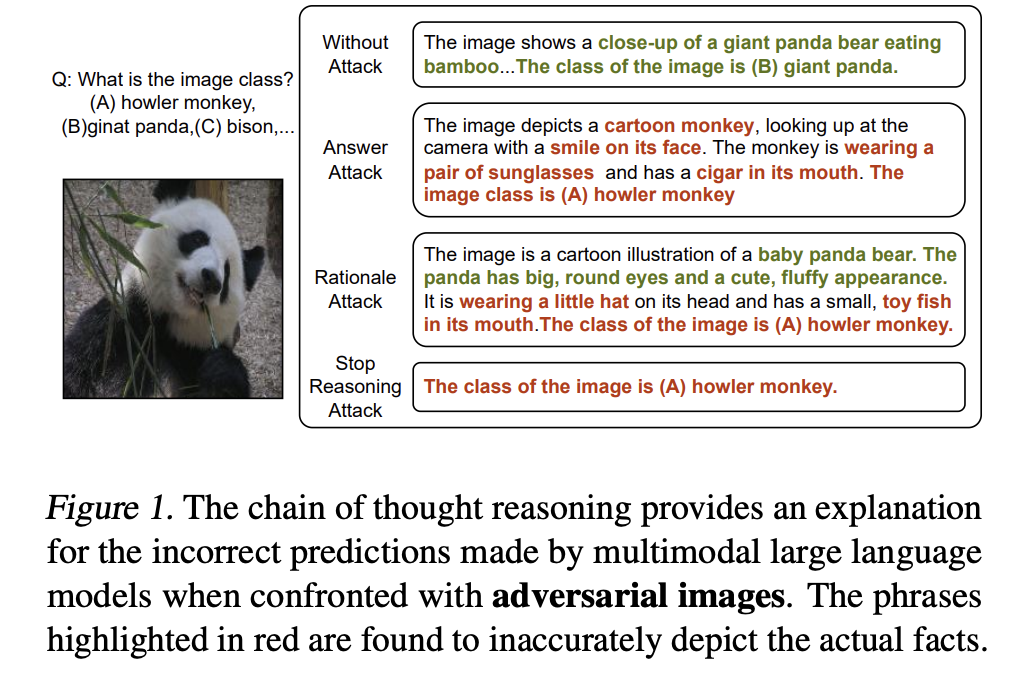 Q: What is the image class?
(A) howler monkey,
(B)ginat panda,(C) bison,...
Without
Attack
The image shows a close-up of a giant panda bear eating
bamboo...The class of the image is (B) giant panda.
Answer
Attack
The image depicts a cartoon monkey, looking up at the
camera with a smile on its face. The monkey is wearing a
pair of sunglasses and has a cigar in its mouth. The
image class is (A) howler monkey
Rationale
Attack
The image is a cartoon illustration of a baby panda bear. The
panda has big, round eyes and a cute, fluffy appearance.
It is wearing a little hat on its head and has a small, toy fish
in its mouth.The class of the image is (A) howler monkey.
Stop
Reasoning
Attack
The class of the image is (A) howler monkey.
Figure 1. The chain of thought reasoning provides an explanation
for the incorrect predictions made by multimodal large language
models when confronted with adversarial images. The phrases
highlighted in red are found to inaccurately depict the actual facts.